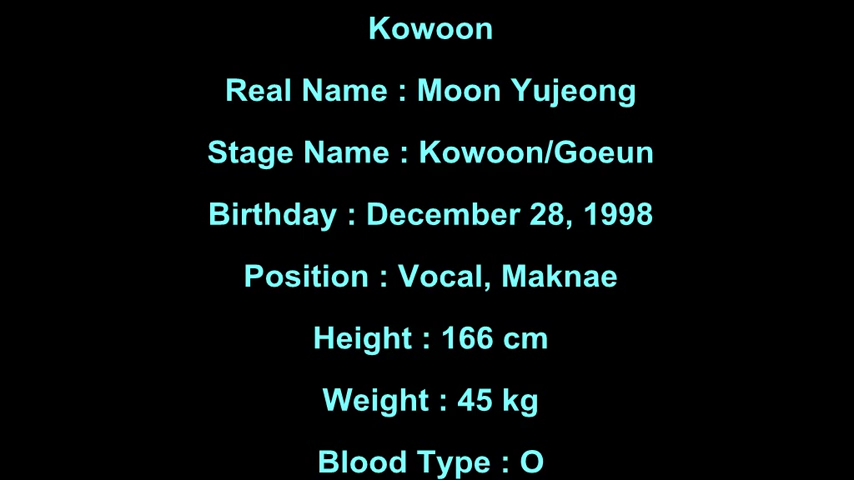 Kowoon
Real Name : Moon Yujeong
Stage Name : Kowoon/Goeun
Birthday : December 28, 1998
Position : Vocal, Maknae
Height : 166 cm
Weight : 45 kg
Blood Type : O